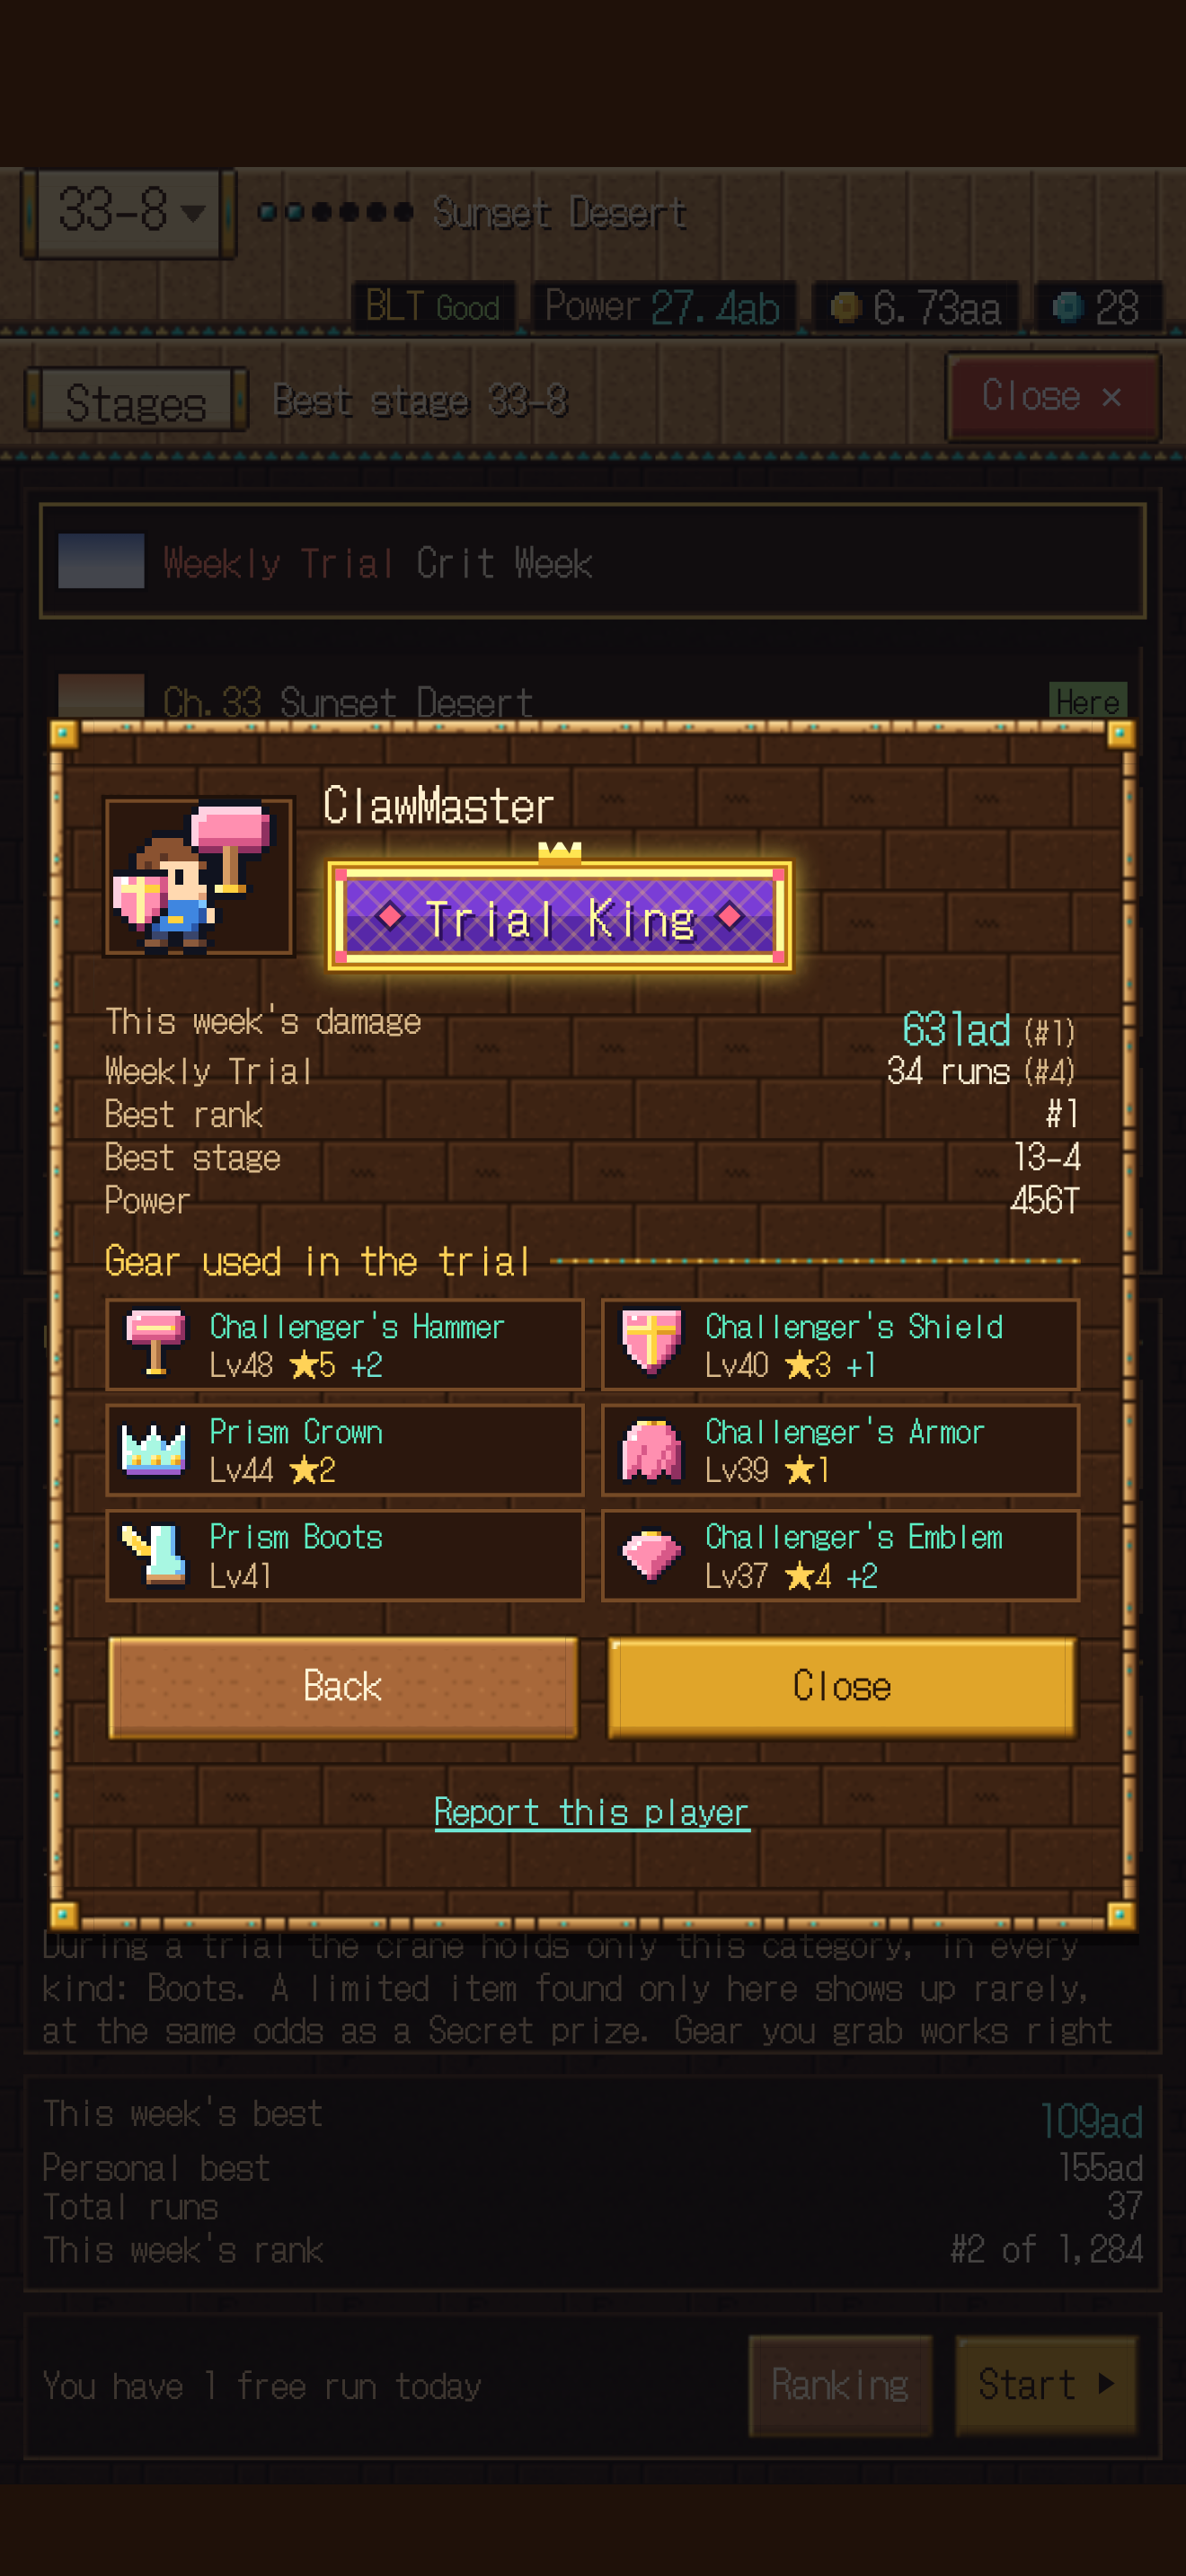 33-8 ▼ Sunset Desert
BLT Good Power 27.4ab 6.73aa 28
Stages Best stage 33-8 Close ×
Weekly Trial Crit Week
Ch.33 Sunset Desert Here
ClawMaster
Trial King
This week's damage 631ad (#1)
Weekly Trial 34 runs (#4)
Best rank #1
Best stage 13-4
Power 456T
Gear used in the trial
Challenger's Hammer
Lv48 ★5 +2
Challenger's Shield
Lv40 ★3 +1
Prism Crown
Lv44 ★2
Challenger's Armor
Lv39 ★1
Prism Boots
Lv41
Challenger's Emblem
Lv37 ★4 +2
Back
Close
Report this player
During a trial the crane holds only this category, in every
kind: Boots. A limited item found only here shows up rarely,
at the same odds as a Secret prize. Gear you grab works right
This week's best 109ad
Personal best 155ad
Total runs 37
This week's rank #2 of 1,284
You have 1 free run today Ranking Start ▶